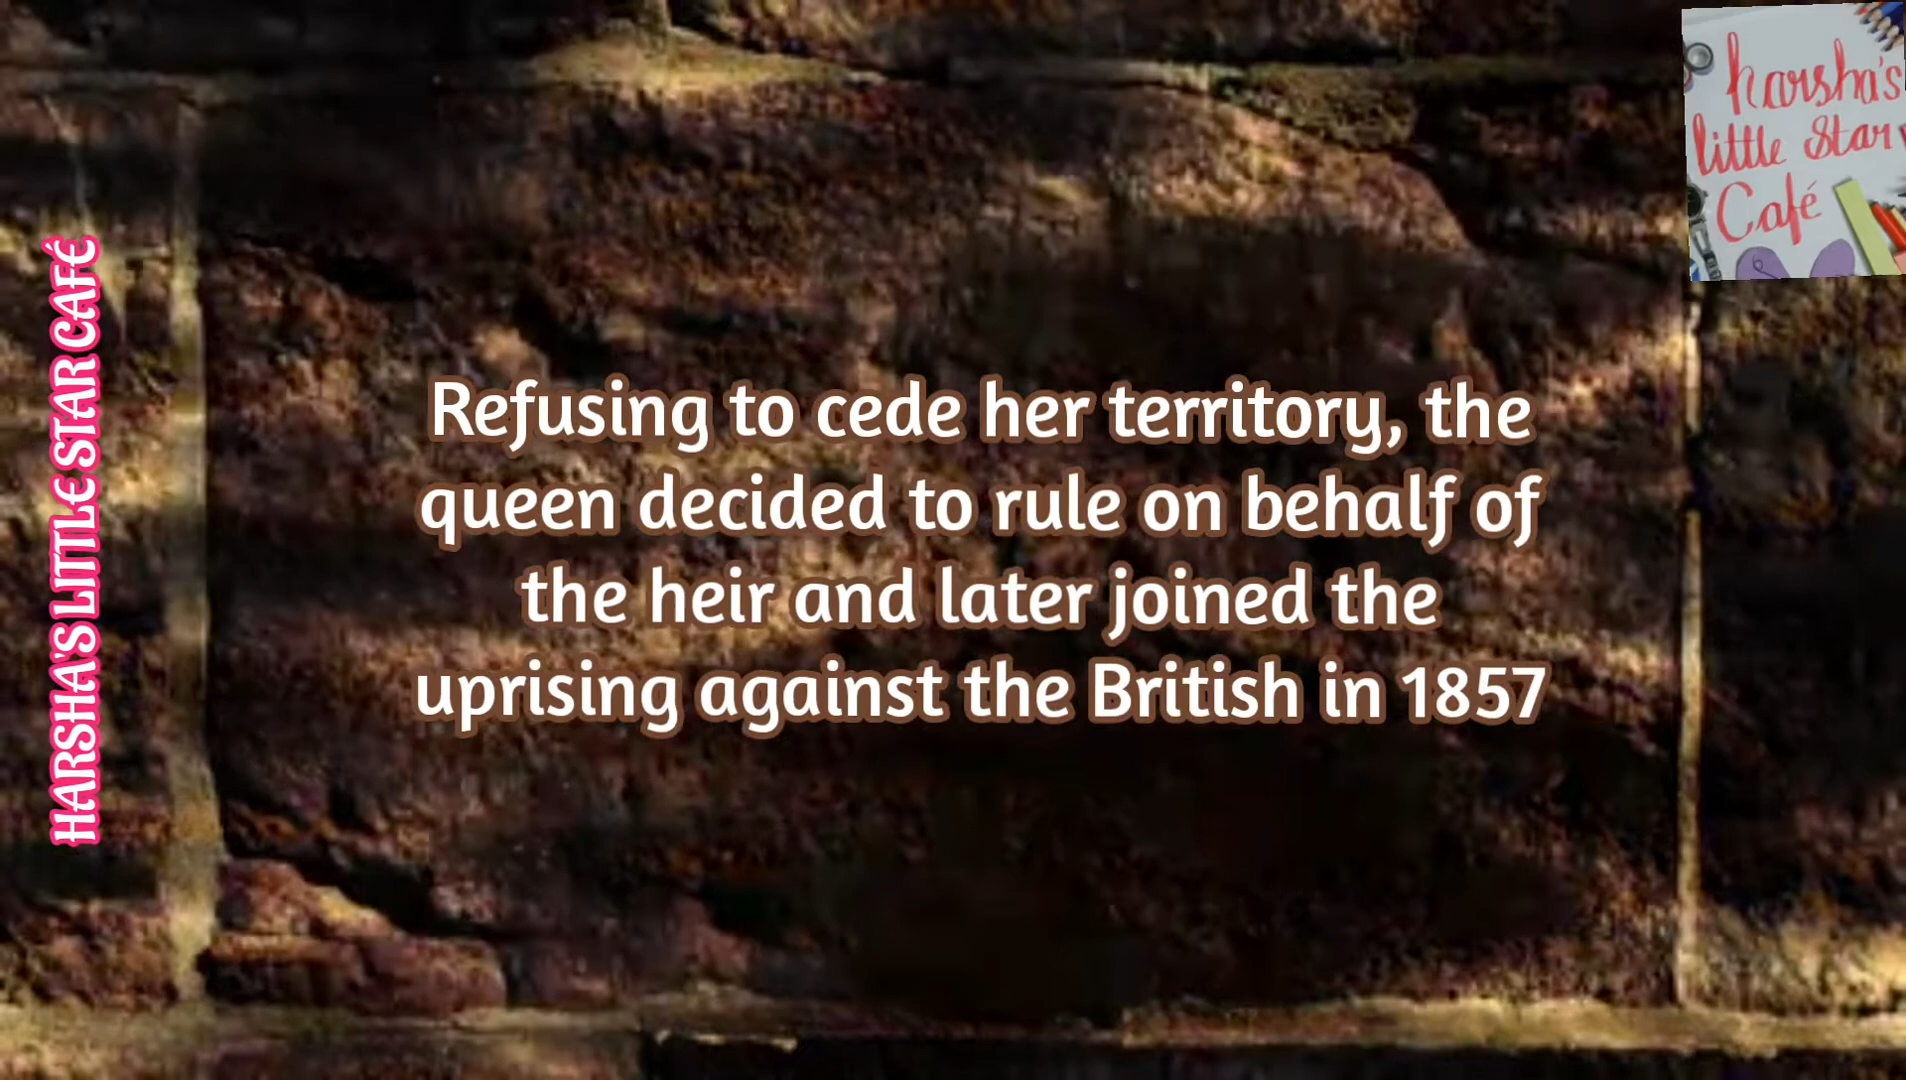 harsha's
little Star
Café
HARSHA'S LITTLE STAR CAFÉ
Refusing to cede her territory, the
queen decided to rule on behalf of
the heir and later joined the
uprising against the British in 1857